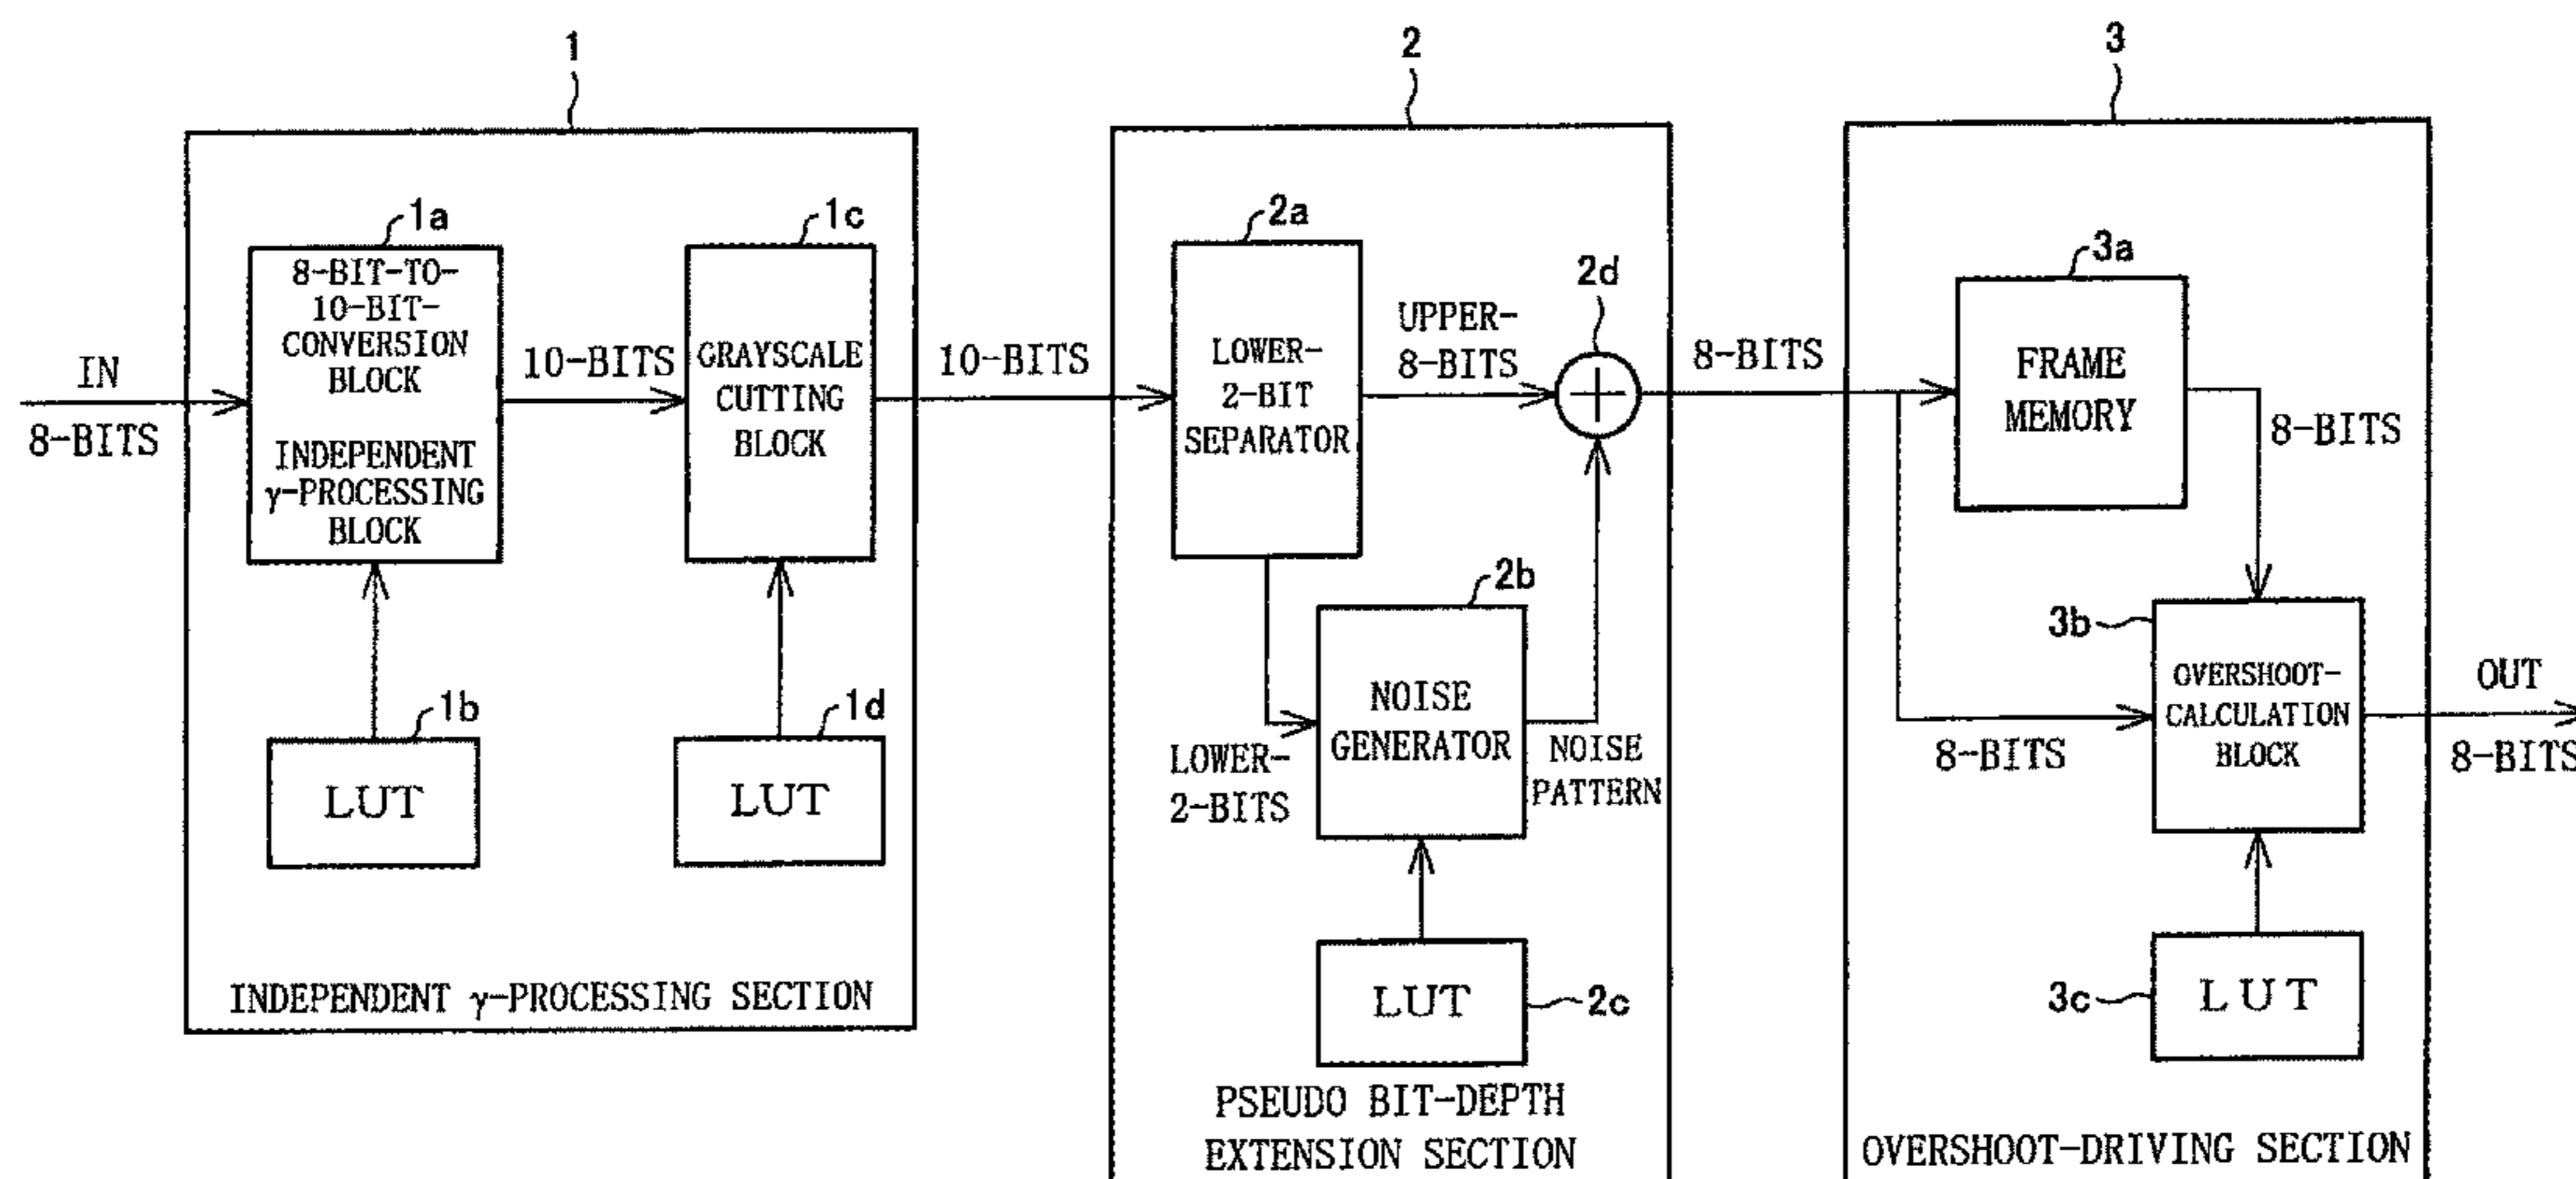 1
2
3
1a
1c
2a
2d
3a
IN
8-BITS
8-BIT-TO-
10-BIT-
CONVERSION
BLOCK
INDEPENDENT
γ-PROCESSING
BLOCK
10-BITS
GRAYSCALE
CUTTING
BLOCK
10-BITS
LOWER-
2-BIT
SEPARATOR
UPPER-
8-BITS
8-BITS
FRAME
MEMORY
8-BITS
1b
LUT
1d
LUT
LOWER-
2-BITS
2b
NOISE
GENERATOR
NOISE
PATTERN
2c
LUT
8-BITS
3b
OVERSHOOT-
CALCULATION
BLOCK
OUT
8-BITS
3c
LUT
INDEPENDENT γ-PROCESSING SECTION
PSEUDO BIT-DEPTH
EXTENSION SECTION
OVERSHOOT-DRIVING SECTION